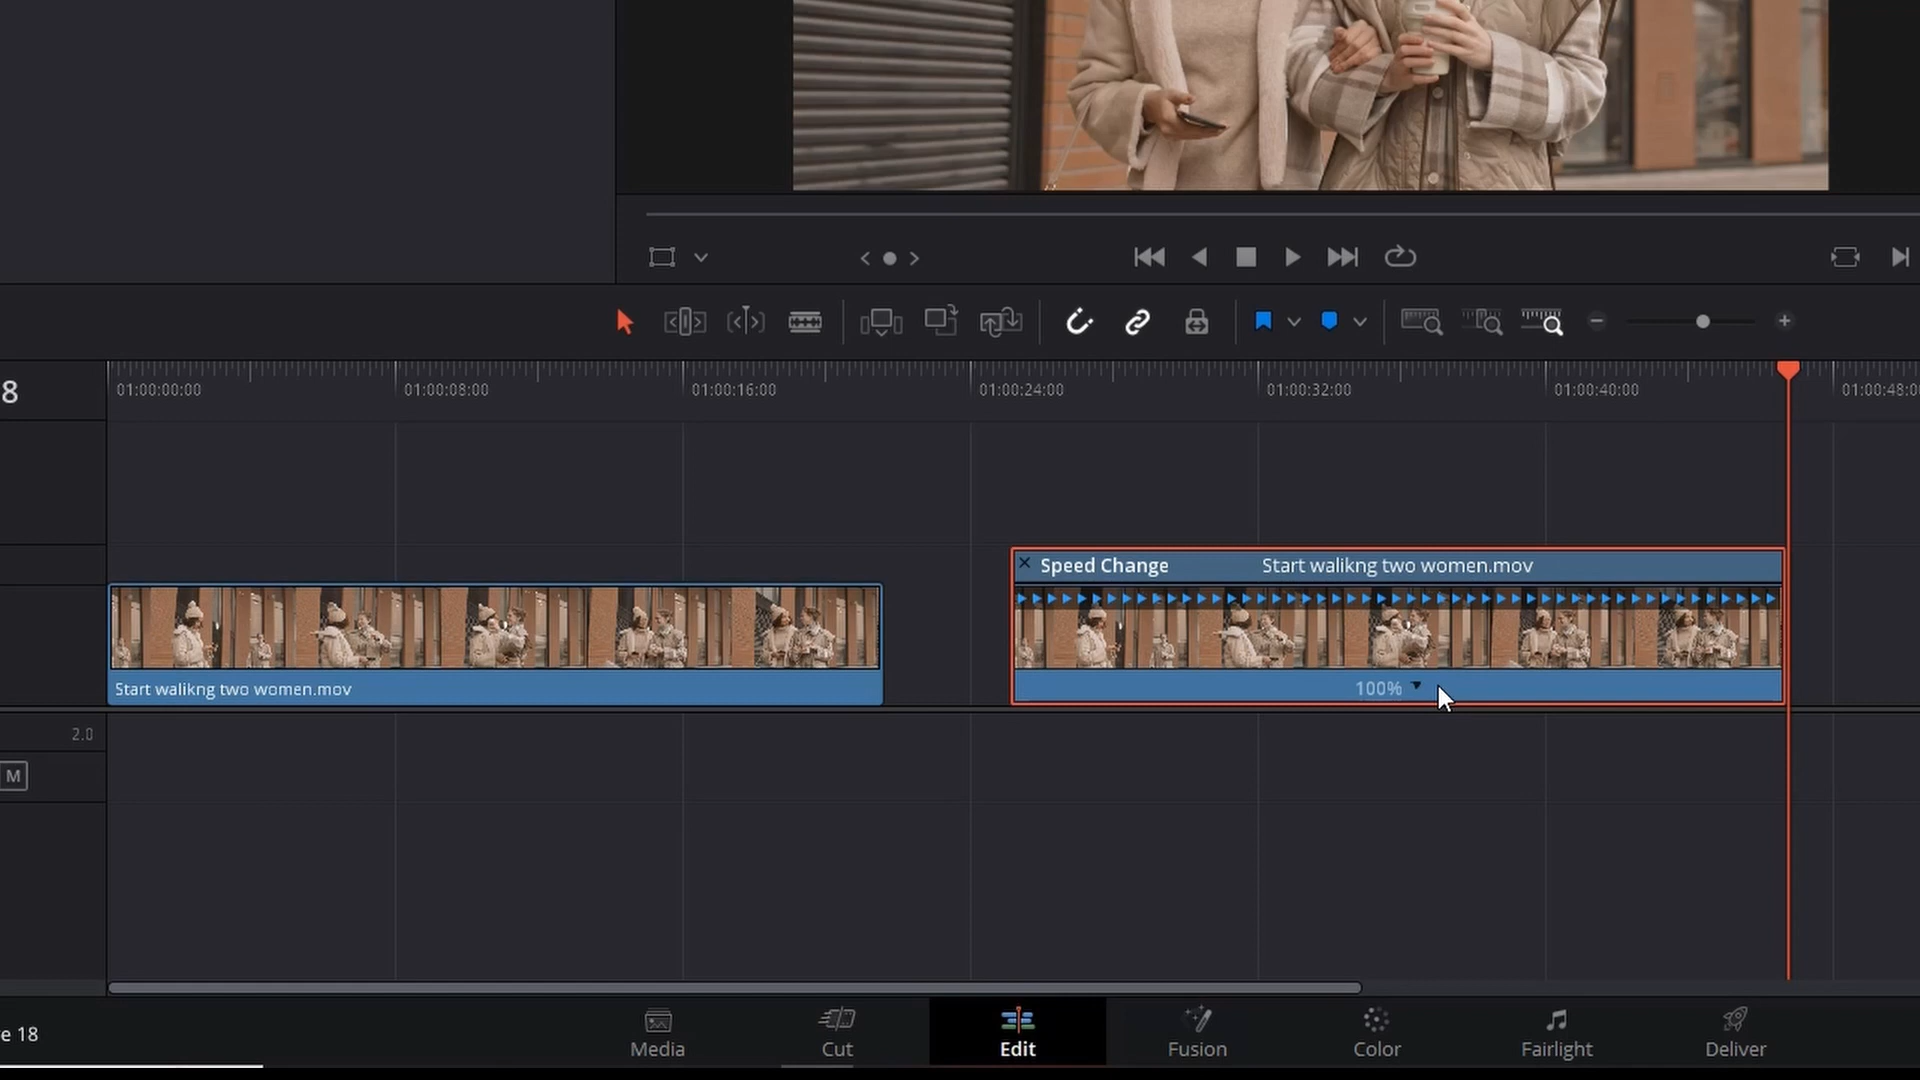 8
01:00:00:00
01:00:08:00
01:00:16:00
01:00:24:00
01:00:32:00
01:00:40:00
01:00:48:0
Speed Change
Start walikng two women.mov
Start walikng two women.mov
100%
2.0
M
e 18
Media
Cut
Edit
Fusion
Color
Fairlight
Deliver